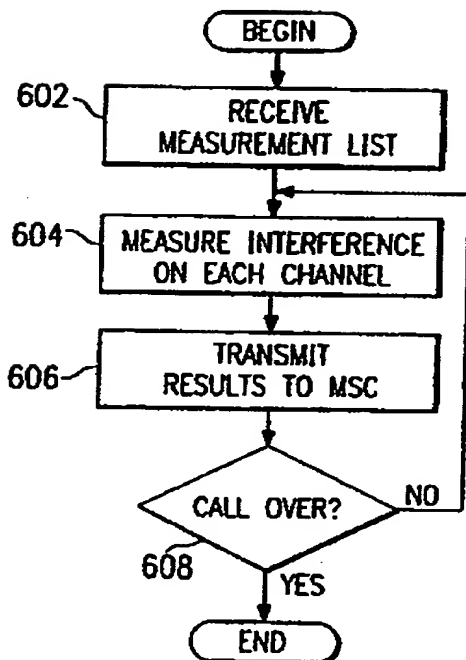 BEGIN
602
RECEIVE
MEASUREMENT LIST
604
MEASURE INTERFERENCE
ON EACH CHANNEL
606
TRANSMIT
RESULTS TO MSC
CALL OVER?
NO
608
YES
END